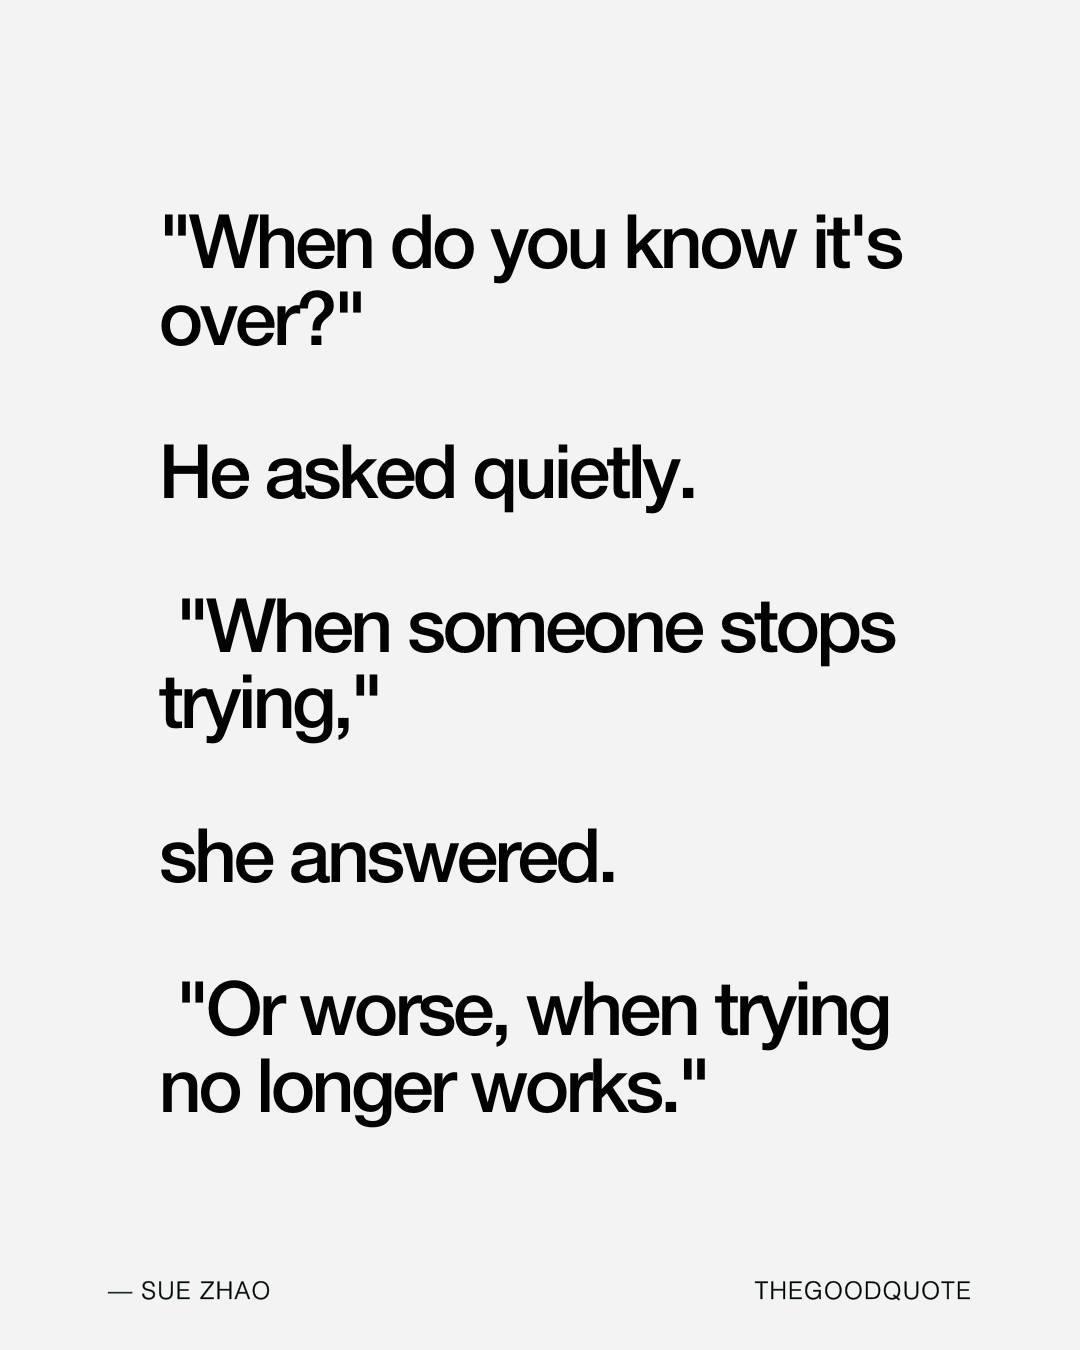 "When do you know it's
over?"
He asked quietly.
"When someone stops
trying,"
she answered.
"Or worse, when trying
no longer works."
— SUE ZHAO
THEGOODQUOTE